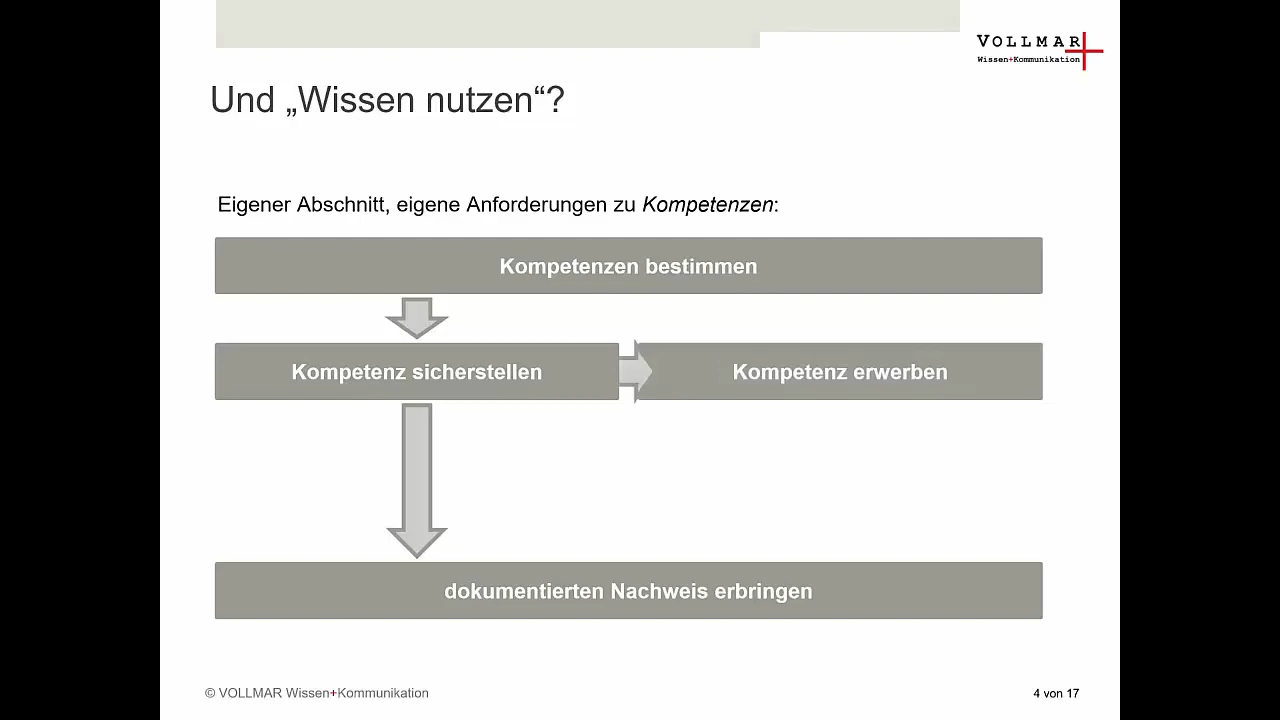 VOLLMAR
Wissen+Kommunikation
Und „Wissen nutzen“?
Eigener Abschnitt, eigene Anforderungen zu Kompetenzen:
Kompetenzen bestimmen
Kompetenz sicherstellen
Kompetenz erwerben
dokumentierten Nachweis erbringen
© VOLLMAR Wissen+Kommunikation
4 von 17